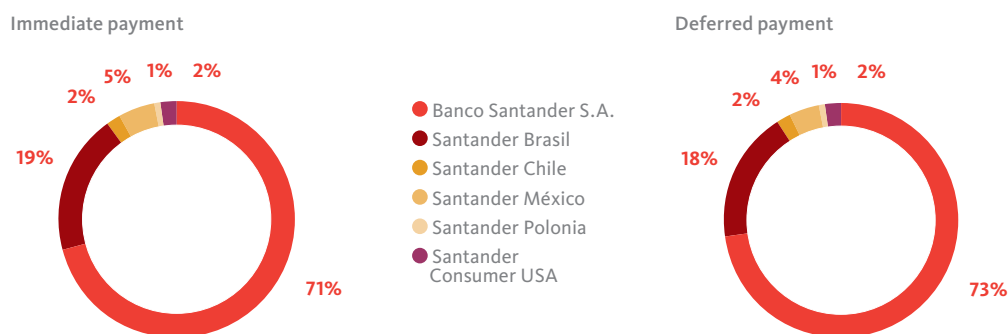 Immediate payment
5% 1% 2%
2%
19%
71%
Banco Santander S.A.
Santander Brasil
Santander Chile
Santander México
Santander Polonia
Santander
Consumer USA
Deferred payment
4% 1% 2%
2%
18%
73%